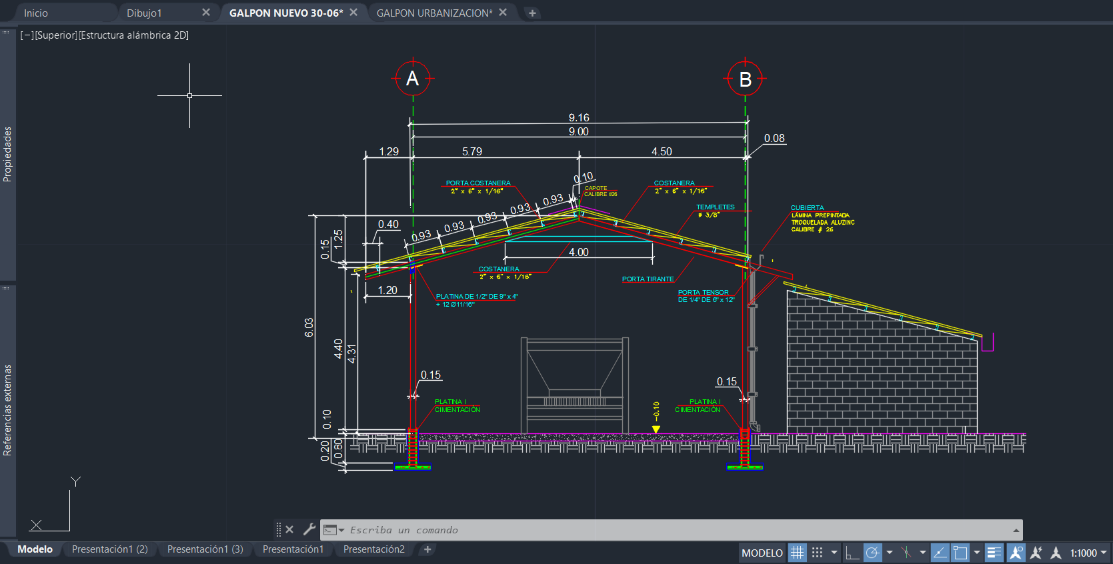 Inicio
Dibujo1
GALPON NUEVO 30-06*
GALPON URBANIZACION*
[−][Superior][Estructura alámbrica 2D]
Propiedades
Referencias externas
A
B
9.16
9.00
0.08
1.29
5.79
4.50
0.10
PORTA COSTANERA
2" x 6" x 1/16"
CAPOTE
CALIBRE #26
COSTANERA
2" x 6" x 1/16"
TEMPLETES
# 3/8"
CUBIERTA
LÁMINA PREPINTADA
TROQUELADA ALUZINC
CALIBRE # 26
0.93
0.93
0.93
0.93
0.93
0.40
0.15
1.25
4.00
COSTANERA
2" x 6" x 1/16"
PORTA TIRANTE
1.20
PLATINA DE 1/2" DE 9" x 4"
+ 12 Ø11/16"
PORTA TENSOR
DE 1/4" DE 6" x 12"
6.03
4.40
4.31
0.15
0.15
PLATINA I
CIMENTACIÓN
PLATINA I
CIMENTACIÓN
-0.10
0.10
0.20
0.80
Y
X
Escriba un comando
Modelo
Presentación1 (2)
Presentación1 (3)
Presentación1
Presentación2
MODELO
1:1000